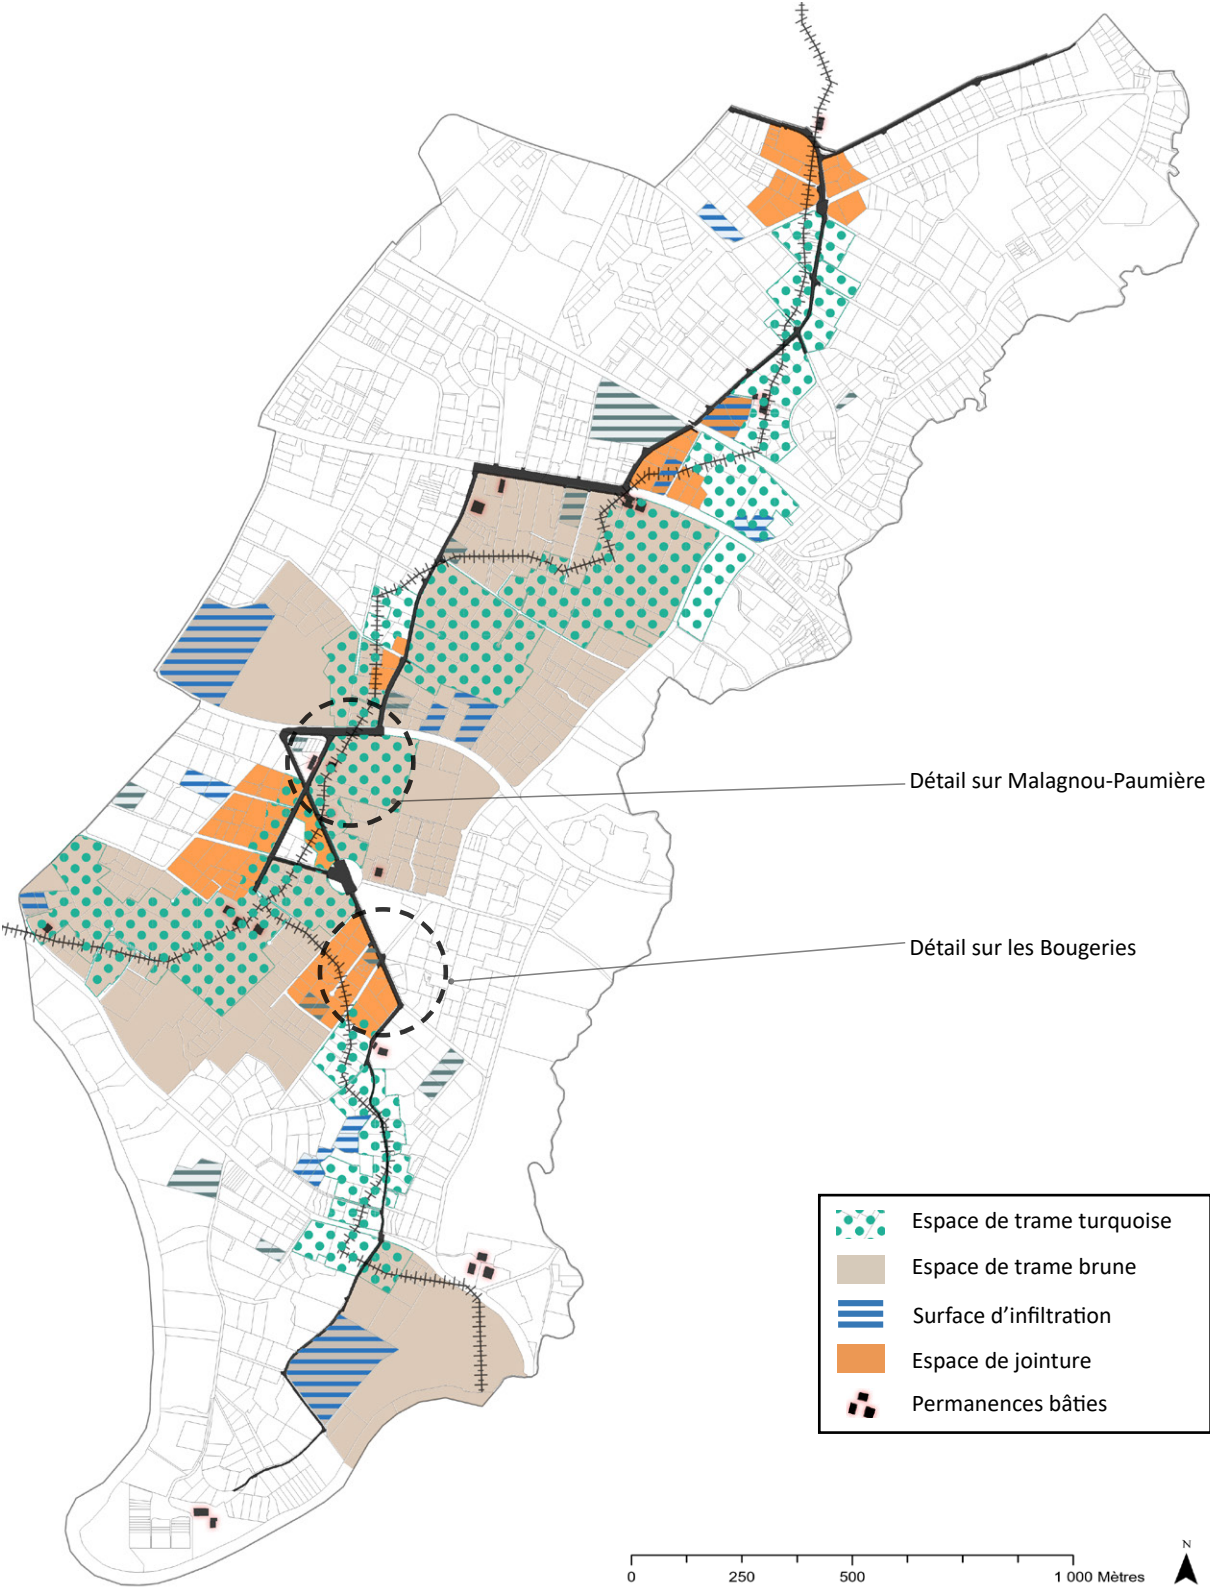 Détail sur Malagnou-Paumière
Détail sur les Bougeries
Espace de trame turquoise
Espace de trame brune
Surface d'infiltration
Espace de jointure
Permanences bâties
N
0 250 500 1 000 Mètres